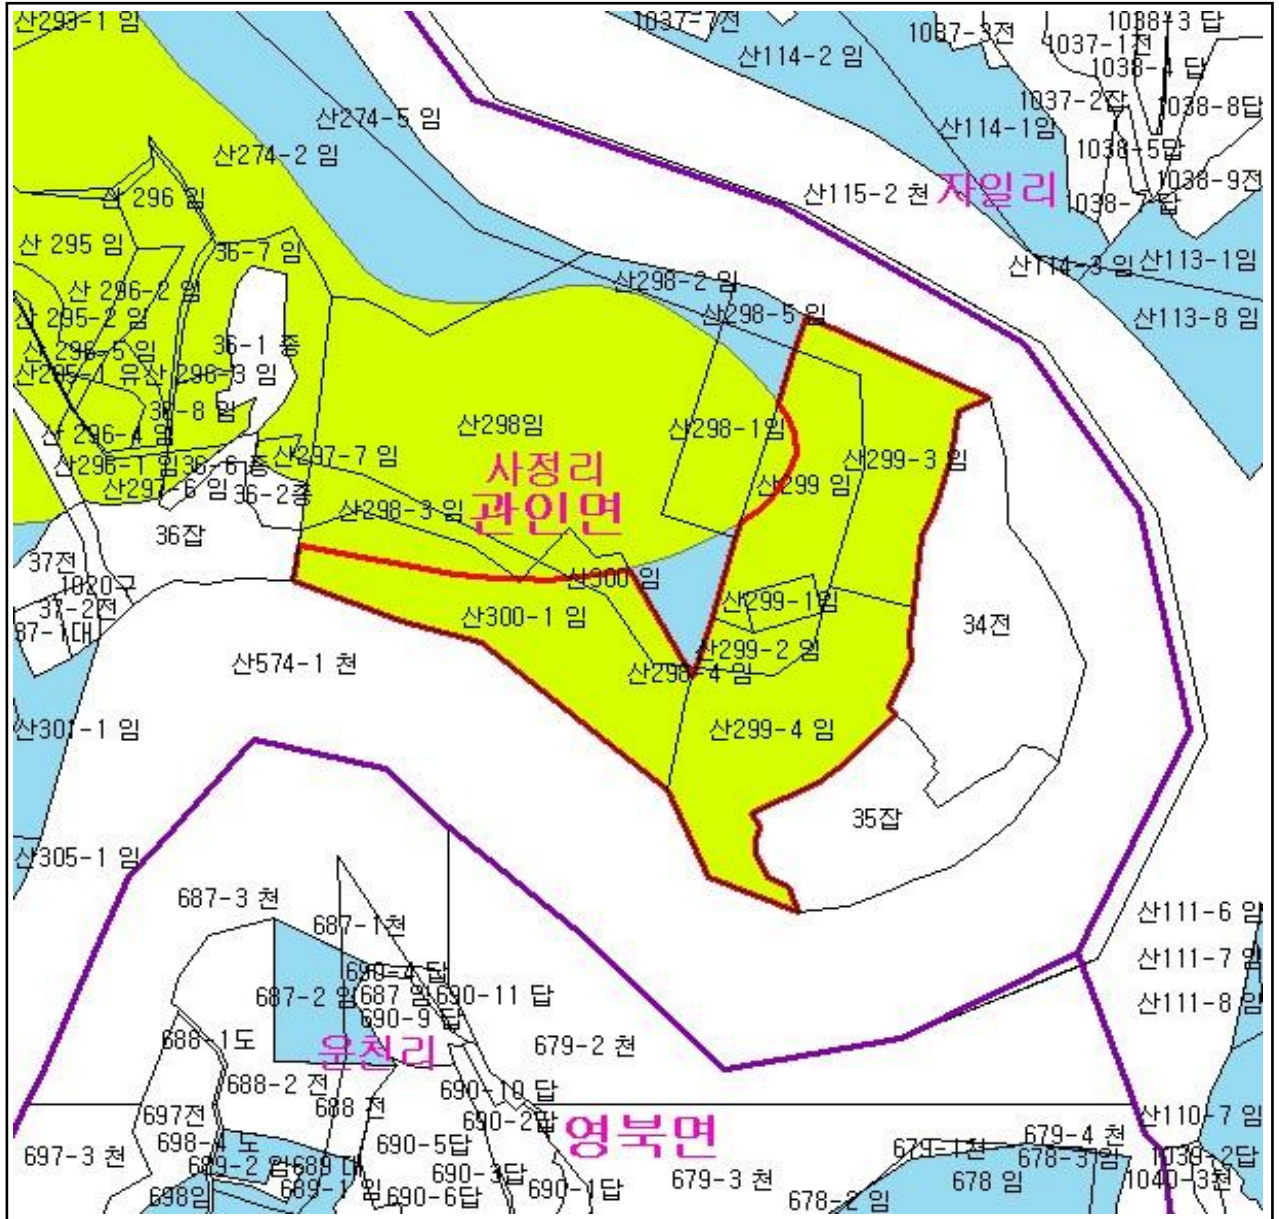 산293-1 임
1037-7전
1037-3전
1038-3 답
1037-1전
산114-2 임
1038-4 답
1037-2잡
1038-8답
산274-5 임
산114-1임
1038-5답
산274-2 임
1038-9전
산 296 임
산115-2 천
자일리
1038-7 답
산 295 임
36-7 임
산114-3 임
산113-1임
산298-2 임
산 296-2 임
산298-5 임
산 295-2 임
산113-8 임
36-1 종
산 296-5 임
산295-1 유
산 296-3 임
36-8 임
산298임
산298-1임
산 296-4 임
산297-7 임
산299-3 임
산296-1 임
36-6 종
사정리
산299 임
산297-6 임
36-2종
산298-3 임
관인면
36잡
37전
1020구
산300 임
37-2전
산299-1임
산300-1 임
34전
37-1대
산299-2 임
산574-1 천
산298-4 임
산301-1 임
산299-4 임
35잡
산305-1 임
687-3 천
산111-6 임
687-1천
산111-7 임
690-4 답
687-2 임
687 임
690-11 답
산111-8 임
690-9 답
688-1도
운천리
679-2 천
688-2 전
690-10 답
688 전
697전
690-2답
산110-7 임
영북면
679-4 천
698-4 도
690-5답
679-1천
697-3 천
678-3 임
1039-2답
689-2 임
689 대
690-3답
679-3 천
678 임
1040-3천
698임
689-1 임
690-6답
690-1답
678-2 임